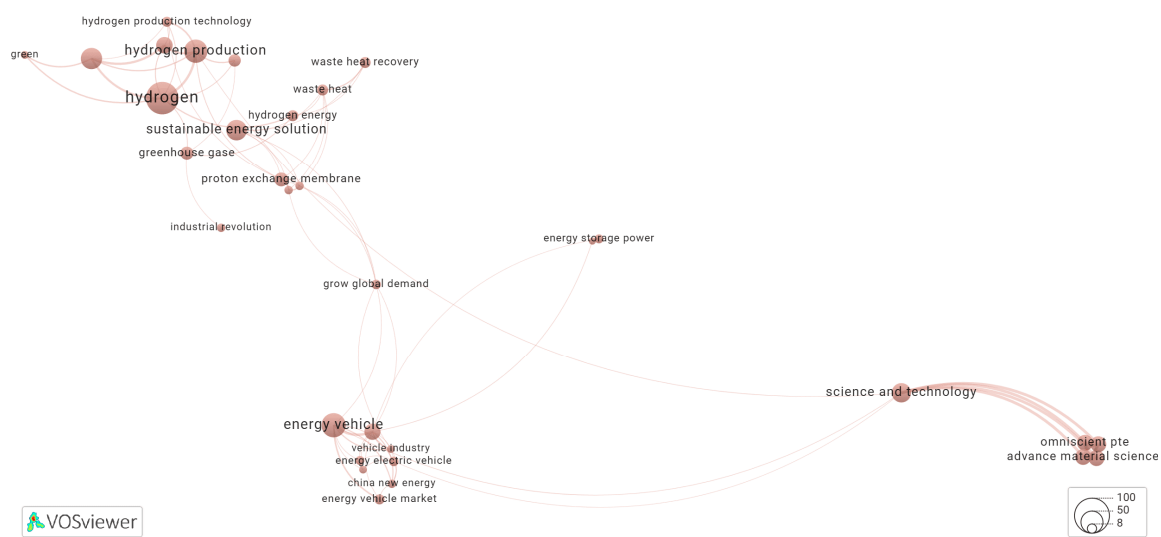 hydrogen production technology
green
hydrogen production
waste heat recovery
waste heat
hydrogen
hydrogen energy
sustainable energy solution
greenhouse gase
proton exchange membrane
industrial revolution
energy storage power
grow global demand
science and technology
energy vehicle
vehicle industry
omniscient pte
energy electric vehicle
advance material science
china new energy
energy vehicle market
100
50
8
VOSviewer